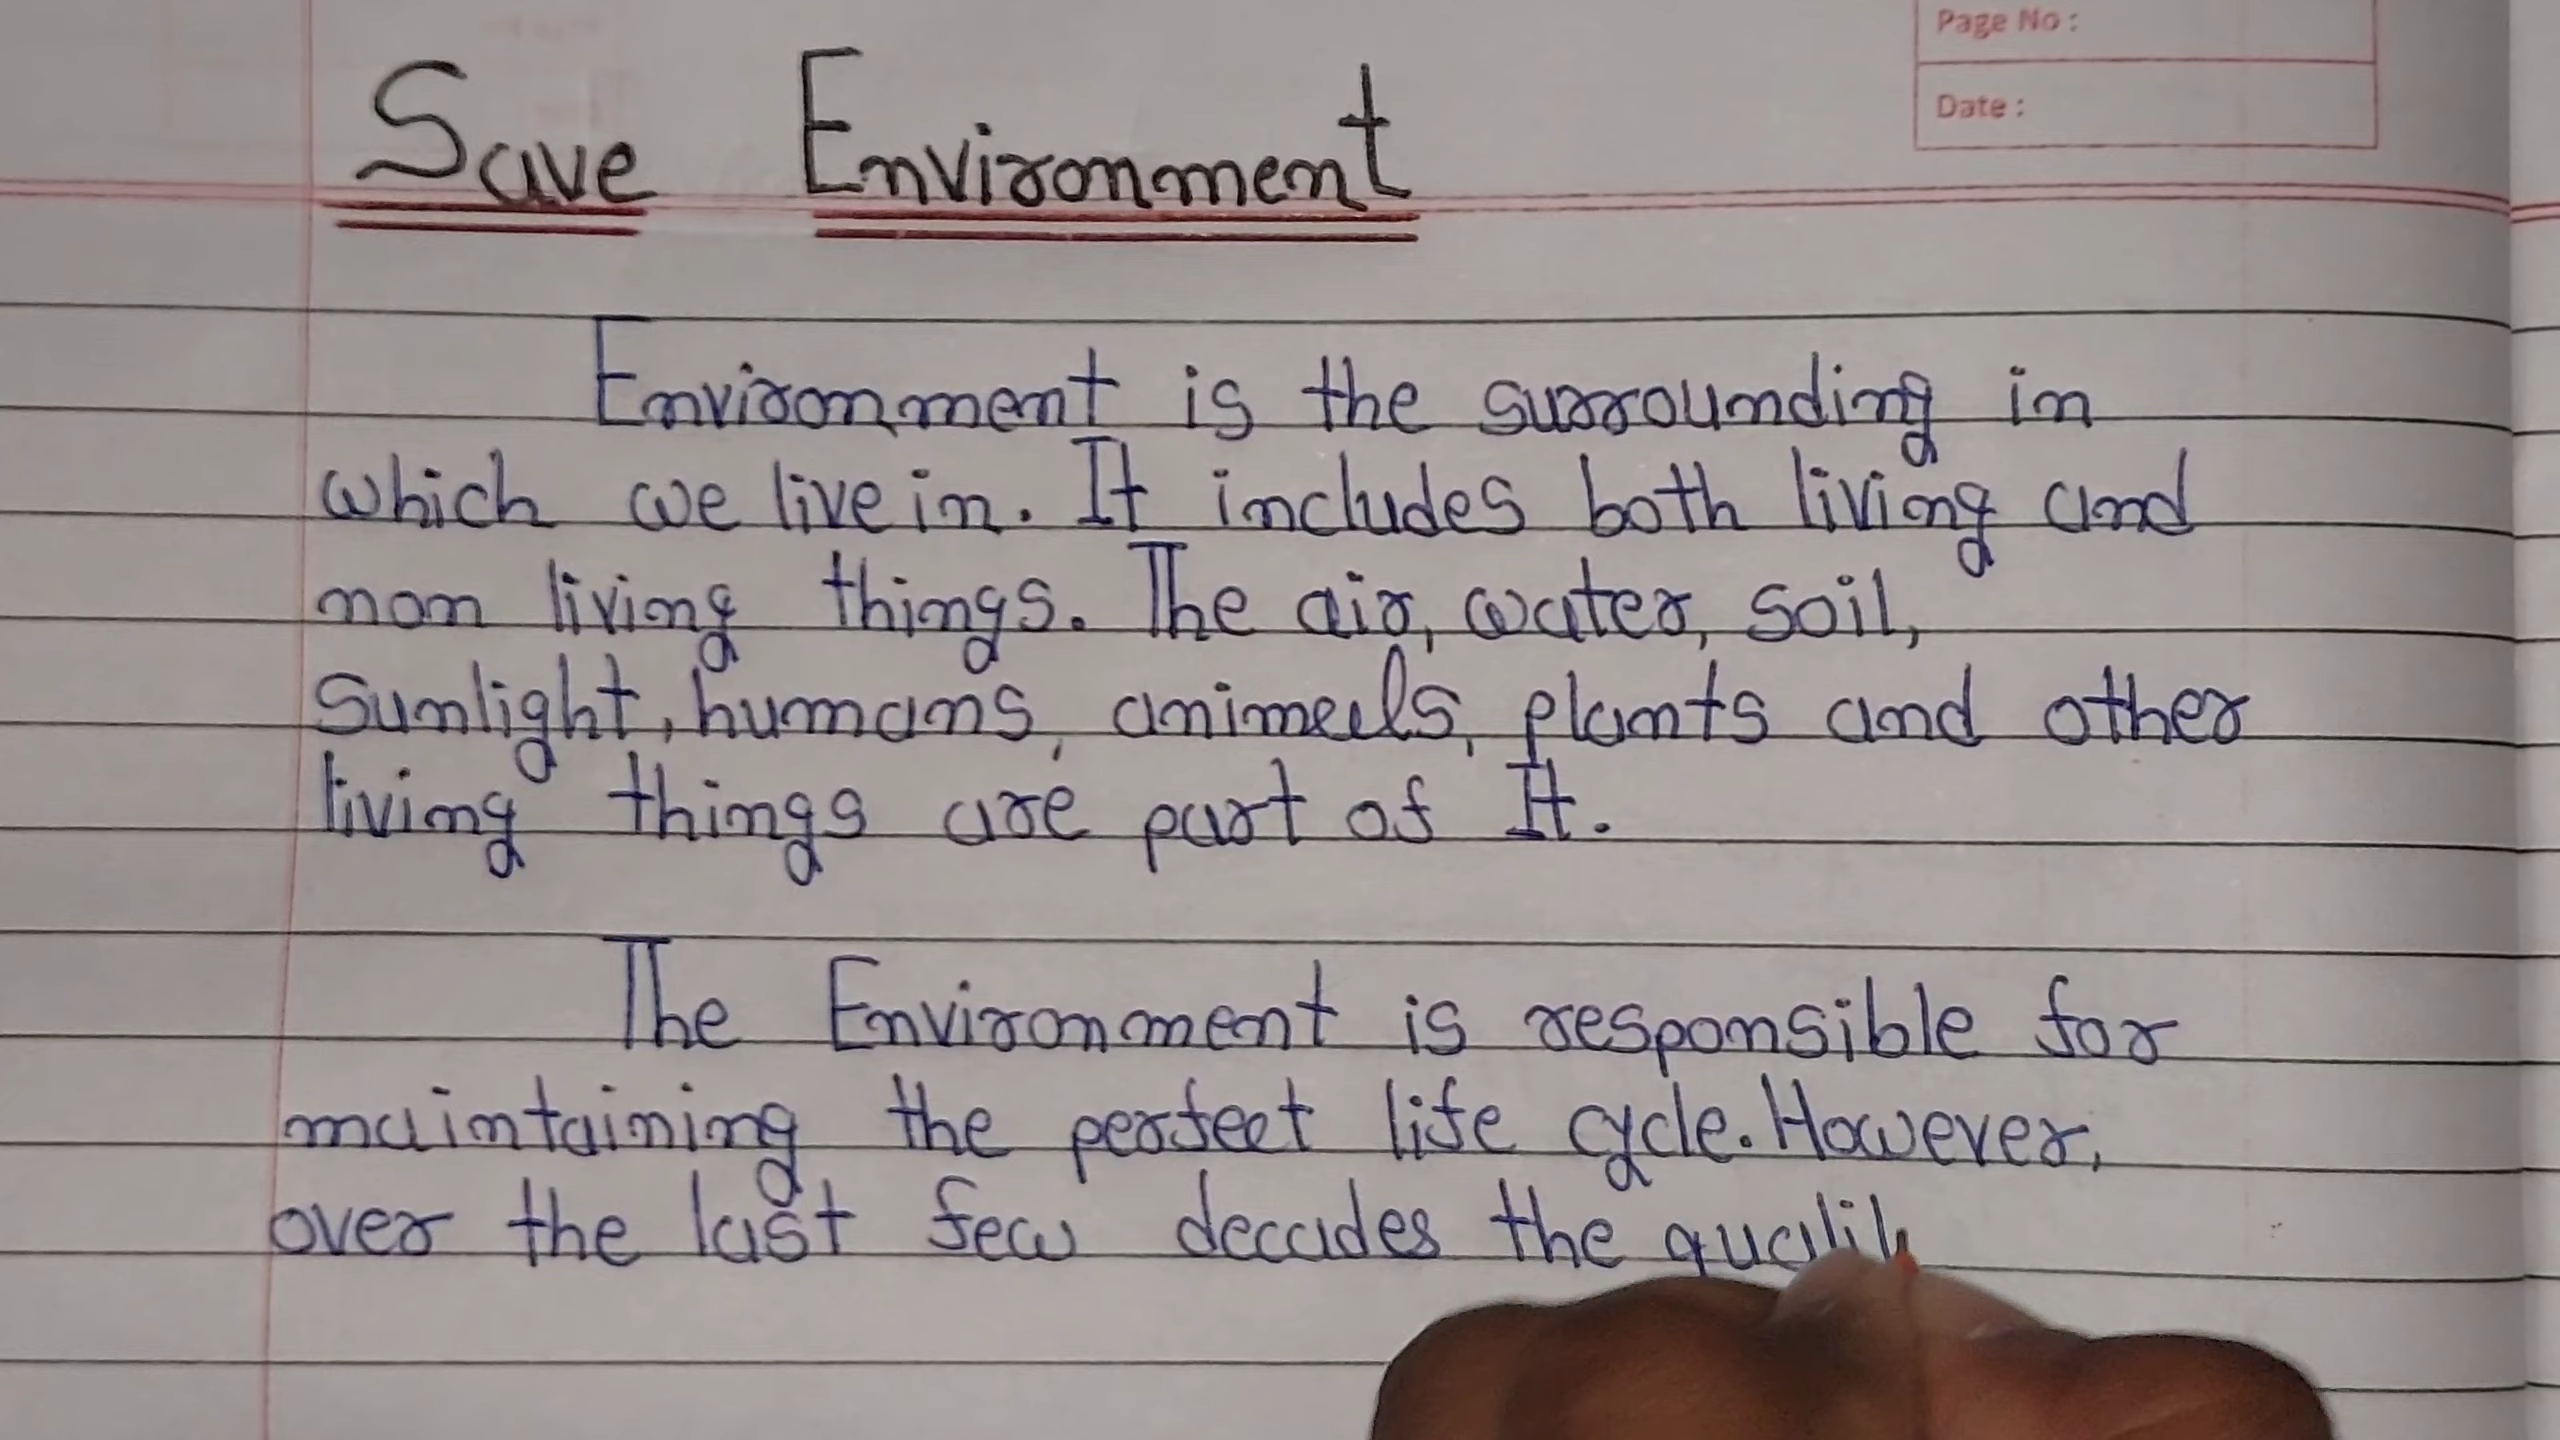 Page No :
Date :
Save Environment
Environment is the surrounding in
which we live in. It includes both living and
non living things. The air, water, soil,
Sunlight, humans, animals, plants and other
living things are part of It.
The Environment is responsible for
maintaining the perfect life cycle. However,
over the last few decades the